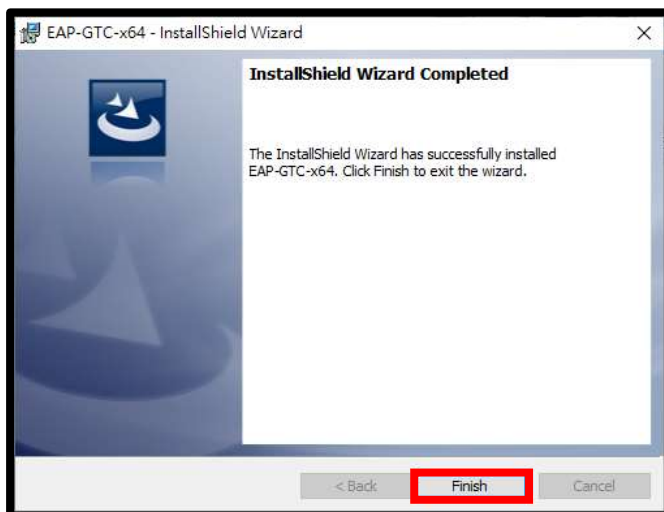 EAP-GTC-x64 - InstallShield Wizard
InstallShield Wizard Completed
The InstallShield Wizard has successfully installed
EAP-GTC-x64. Click Finish to exit the wizard.
< Back Finish Cancel